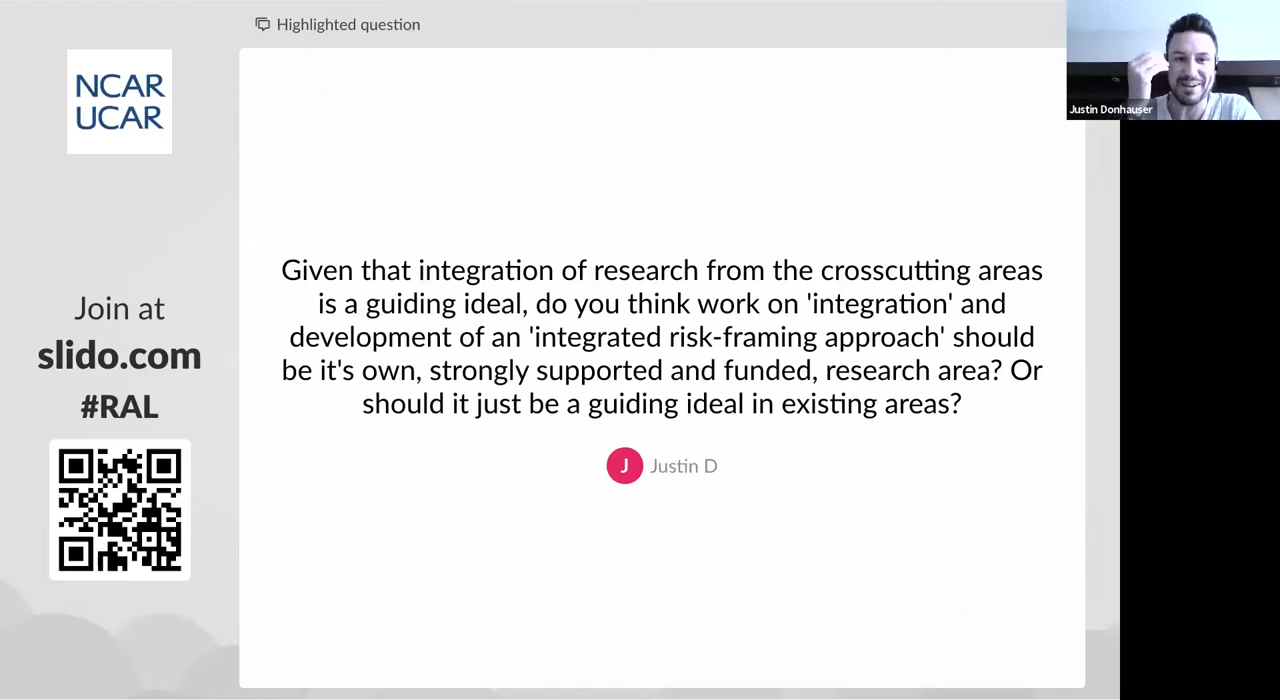 Highlighted question
NCAR
UCAR
Justin Donhauser
Given that integration of research from the crosscutting areas
is a guiding ideal, do you think work on 'integration' and
development of an 'integrated risk-framing approach' should
be it's own, strongly supported and funded, research area? Or
should it just be a guiding ideal in existing areas?
J Justin D
Join at
slido.com
#RAL